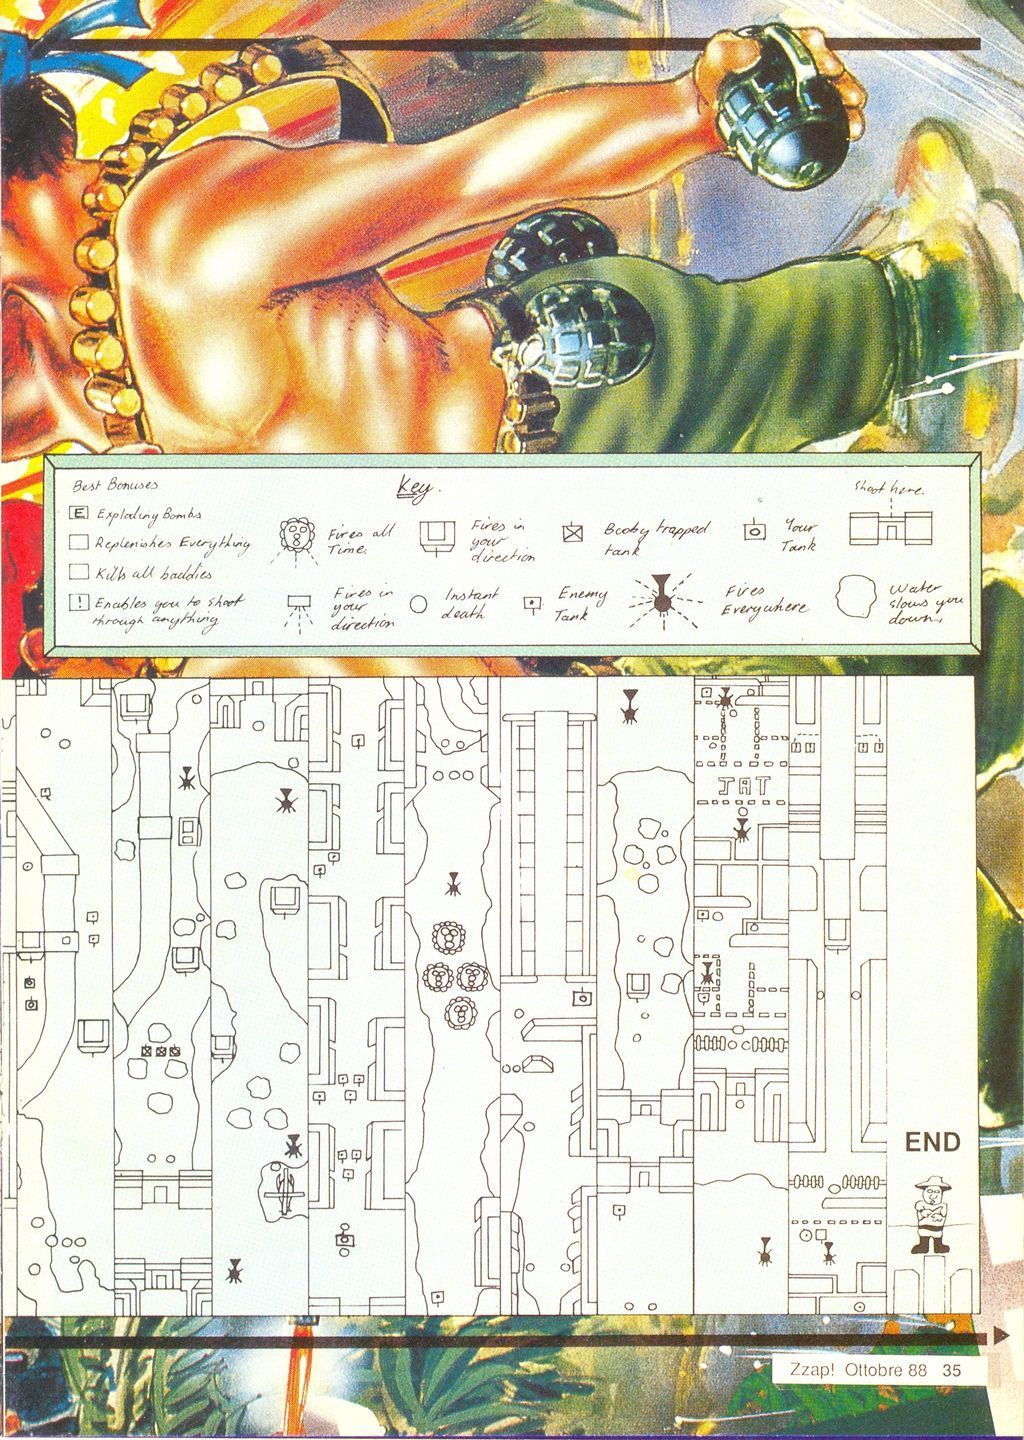 Best Bonuses
E Exploding Bombs
Replenishes Everything
Kills all baddies
! Enables you to shoot
through anything
Key.
Fires all
Time.
Fires in
your
direction
Booby trapped
tank
Your
Tank
Shoot here.
Fires in
your
direction
Instant
death
Enemy
Tank
Fires
Everywhere
Water
slows you
down,
JAT
END
Zzap! Ottobre 88 35